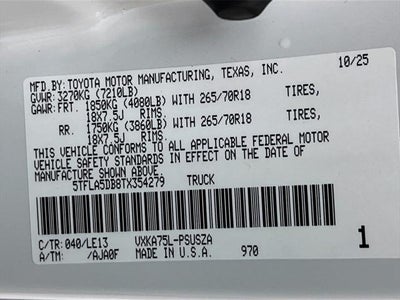 MFD.BY:TOYOTA MOTOR MANUFACTURING, TEXAS, INC. 10/25
GVWR: 3270KG (7210LB)
GAWR: FRT. 1850KG (4080LB) WITH 265/70R18 TIRES,
18X7.5J RIMS.
RR. 1750KG (3860LB) WITH 265/70R18 TIRES,
18X7.5J RIMS.
THIS VEHICLE CONFORMS TO ALL APPLICABLE FEDERAL MOTOR
VEHICLE SAFETY STANDARDS IN EFFECT ON THE DATE OF
MANUFACTURE SHOWN ABOVE.
5TFLA5DB8TX354279 TRUCK
C/TR: 040/LE13 VXKA75L-PSUSZA 1
A/TM: /AJA0F MADE IN U.S.A. 970